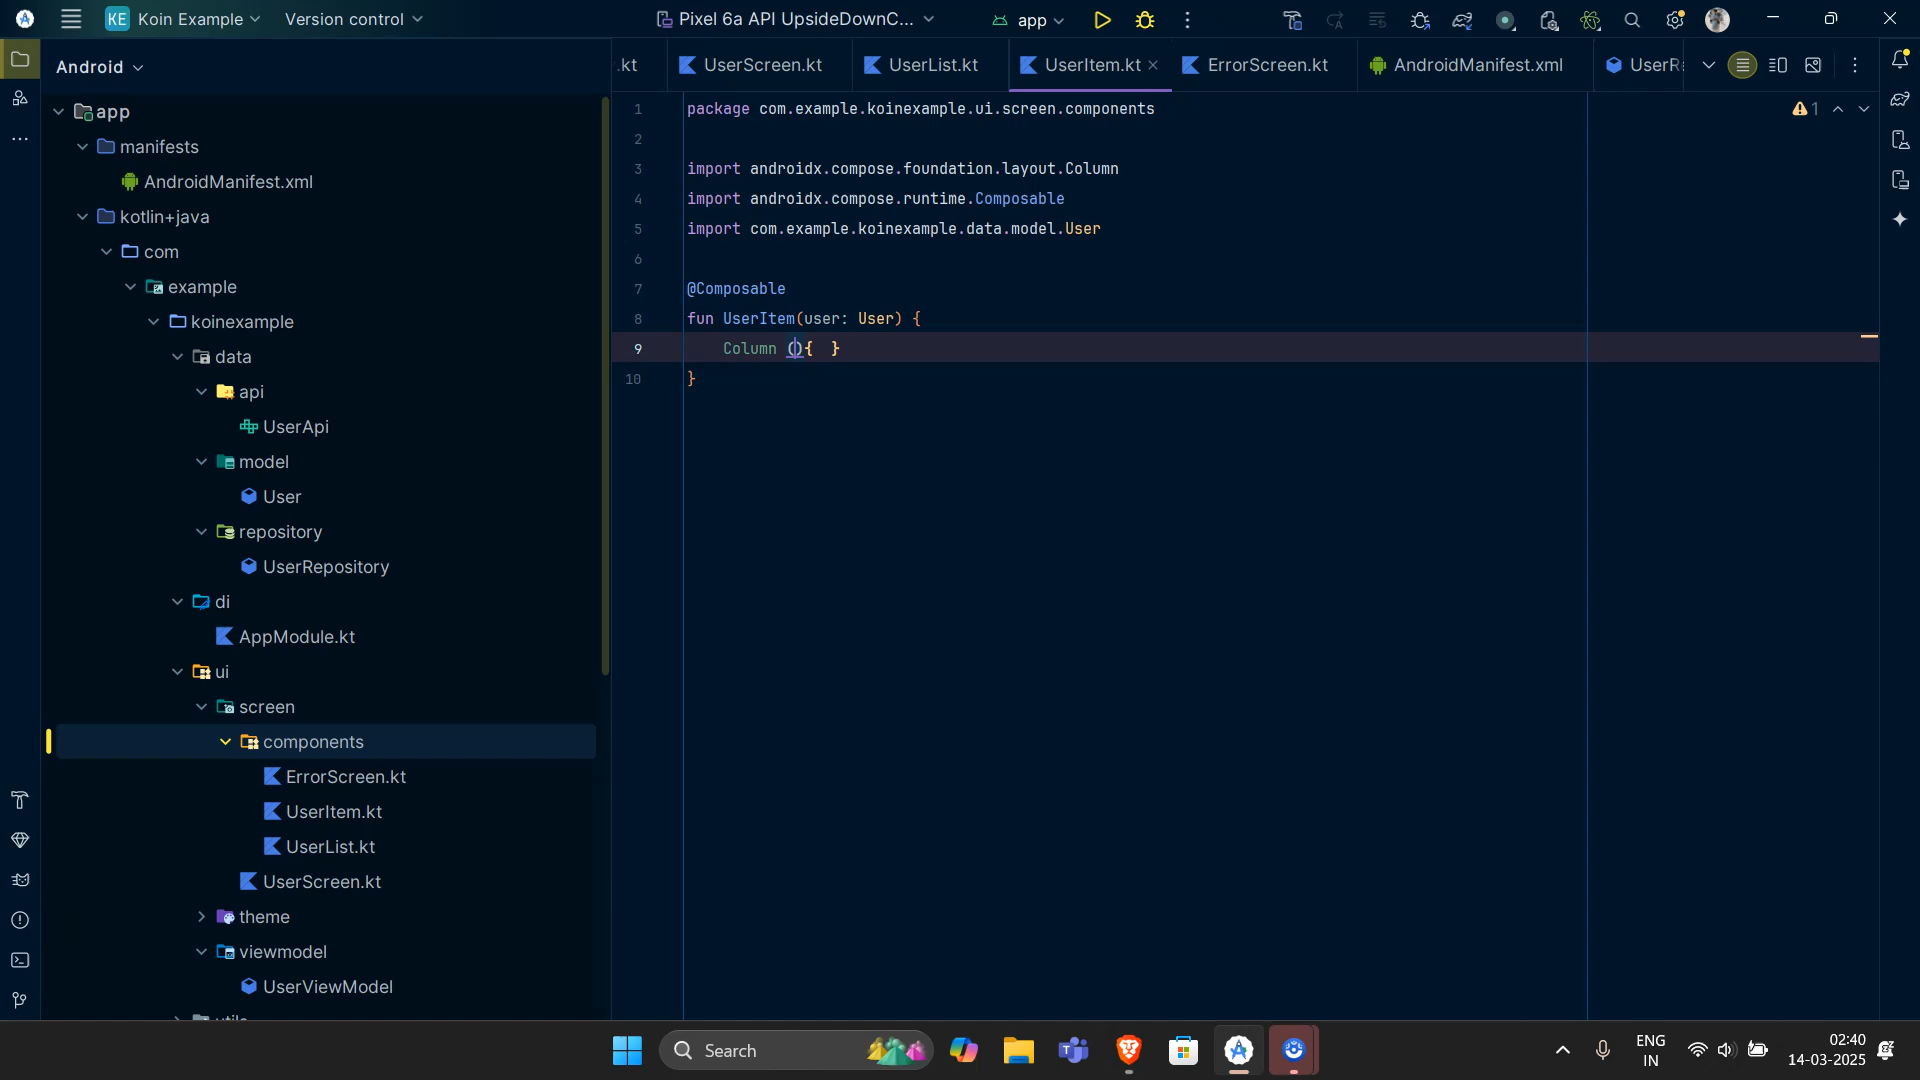 KE Koin Example Version control Pixel 6a API UpsideDownC... app
Android
.kt UserScreen.kt UserList.kt UserItem.kt ErrorScreen.kt AndroidManifest.xml UserR
app
manifests
AndroidManifest.xml
kotlin+java
com
example
koinexample
data
api
UserApi
model
User
repository
UserRepository
di
AppModule.kt
ui
screen
components
ErrorScreen.kt
UserItem.kt
UserList.kt
UserScreen.kt
theme
viewmodel
UserViewModel
1 package com.example.koinexample.ui.screen.components
2
3 import androidx.compose.foundation.layout.Column
4 import androidx.compose.runtime.Composable
5 import com.example.koinexample.data.model.User
6
7 @Composable
8 fun UserItem(user: User) {
9 Column (){  }
10 }
1
Search
ENG
IN
02:40
14-03-2025